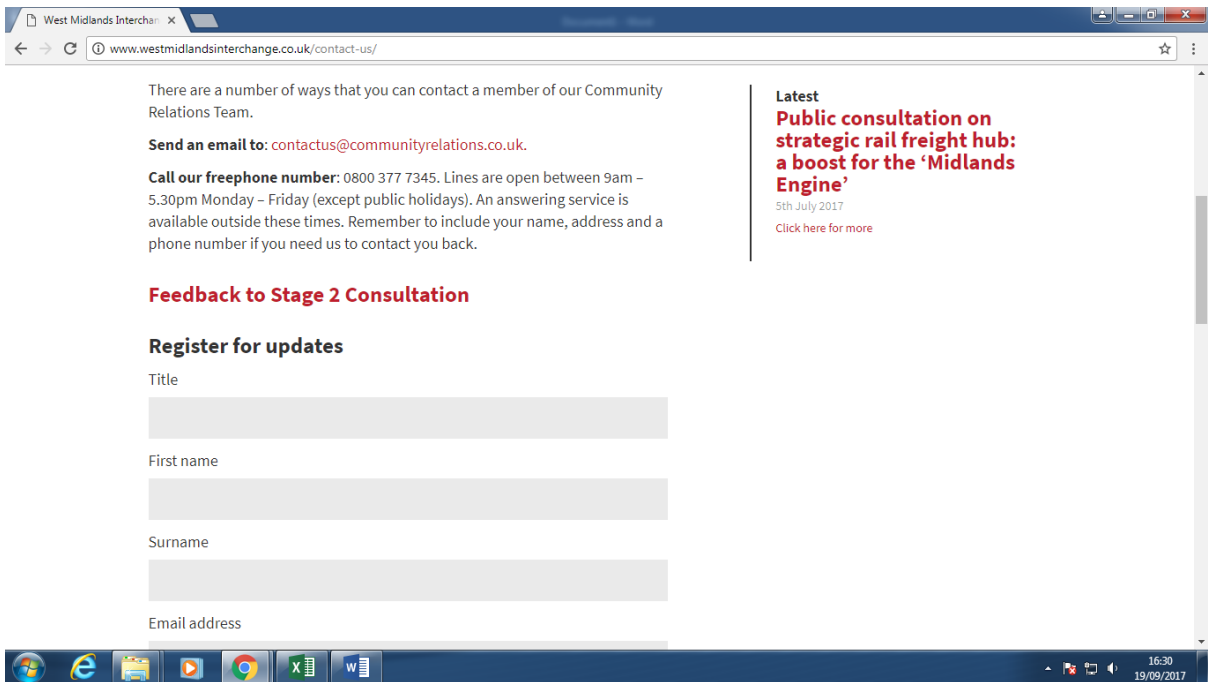 West Midlands Interchan
Document1 - Word
www.westmidlandsinterchange.co.uk/contact-us/
There are a number of ways that you can contact a member of our Community
Relations Team.
Send an email to: contactus@communityrelations.co.uk.
Call our freephone number: 0800 377 7345. Lines are open between 9am –
5.30pm Monday – Friday (except public holidays). An answering service is
available outside these times. Remember to include your name, address and a
phone number if you need us to contact you back.
Feedback to Stage 2 Consultation
Register for updates
Title
First name
Surname
Email address
Latest
Public consultation on
strategic rail freight hub:
a boost for the ‘Midlands
Engine’
5th July 2017
Click here for more
16:30
19/09/2017